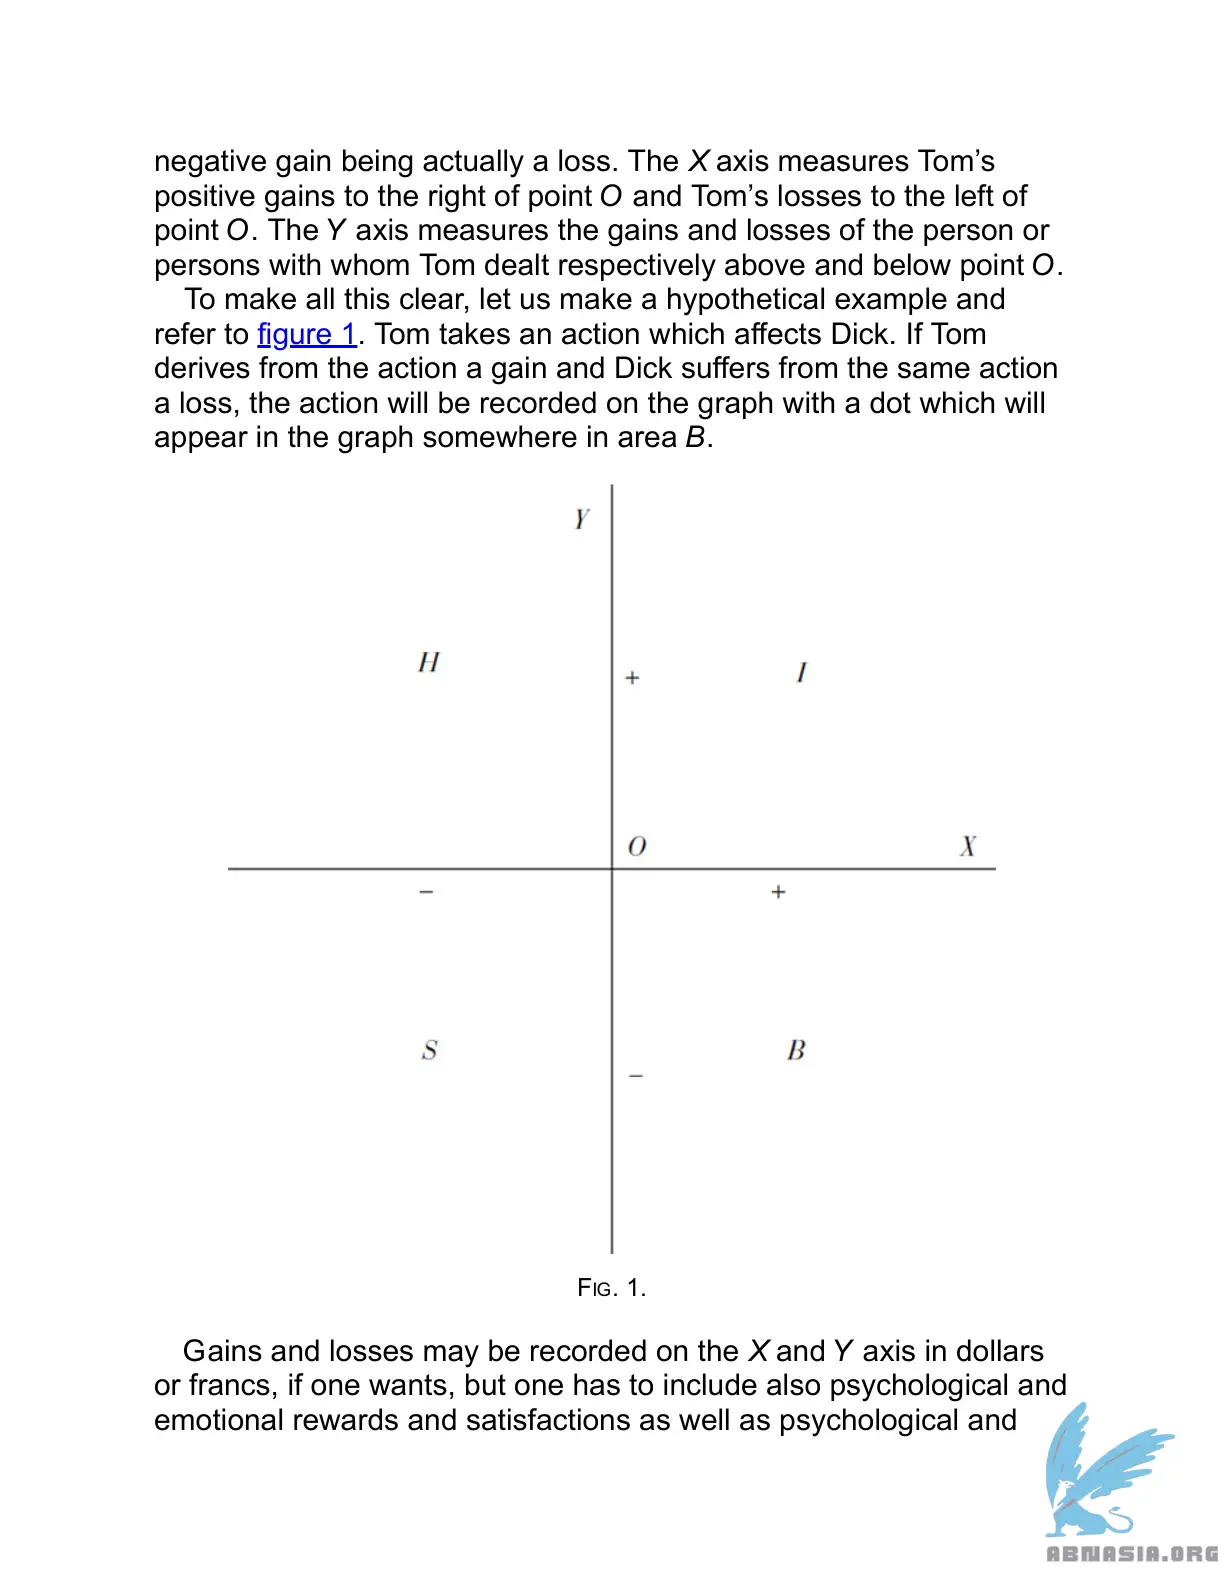 negative gain being actually a loss. The X axis measures Tom’s
positive gains to the right of point O and Tom’s losses to the left of
point O. The Y axis measures the gains and losses of the person or
persons with whom Tom dealt respectively above and below point O.
To make all this clear, let us make a hypothetical example and
refer to figure 1. Tom takes an action which affects Dick. If Tom
derives from the action a gain and Dick suffers from the same action
a loss, the action will be recorded on the graph with a dot which will
appear in the graph somewhere in area B.
Y
H
+
I
O
X
−
+
S
B
−
FIG. 1.
Gains and losses may be recorded on the X and Y axis in dollars
or francs, if one wants, but one has to include also psychological and
emotional rewards and satisfactions as well as psychological and
ABNASIA.ORG